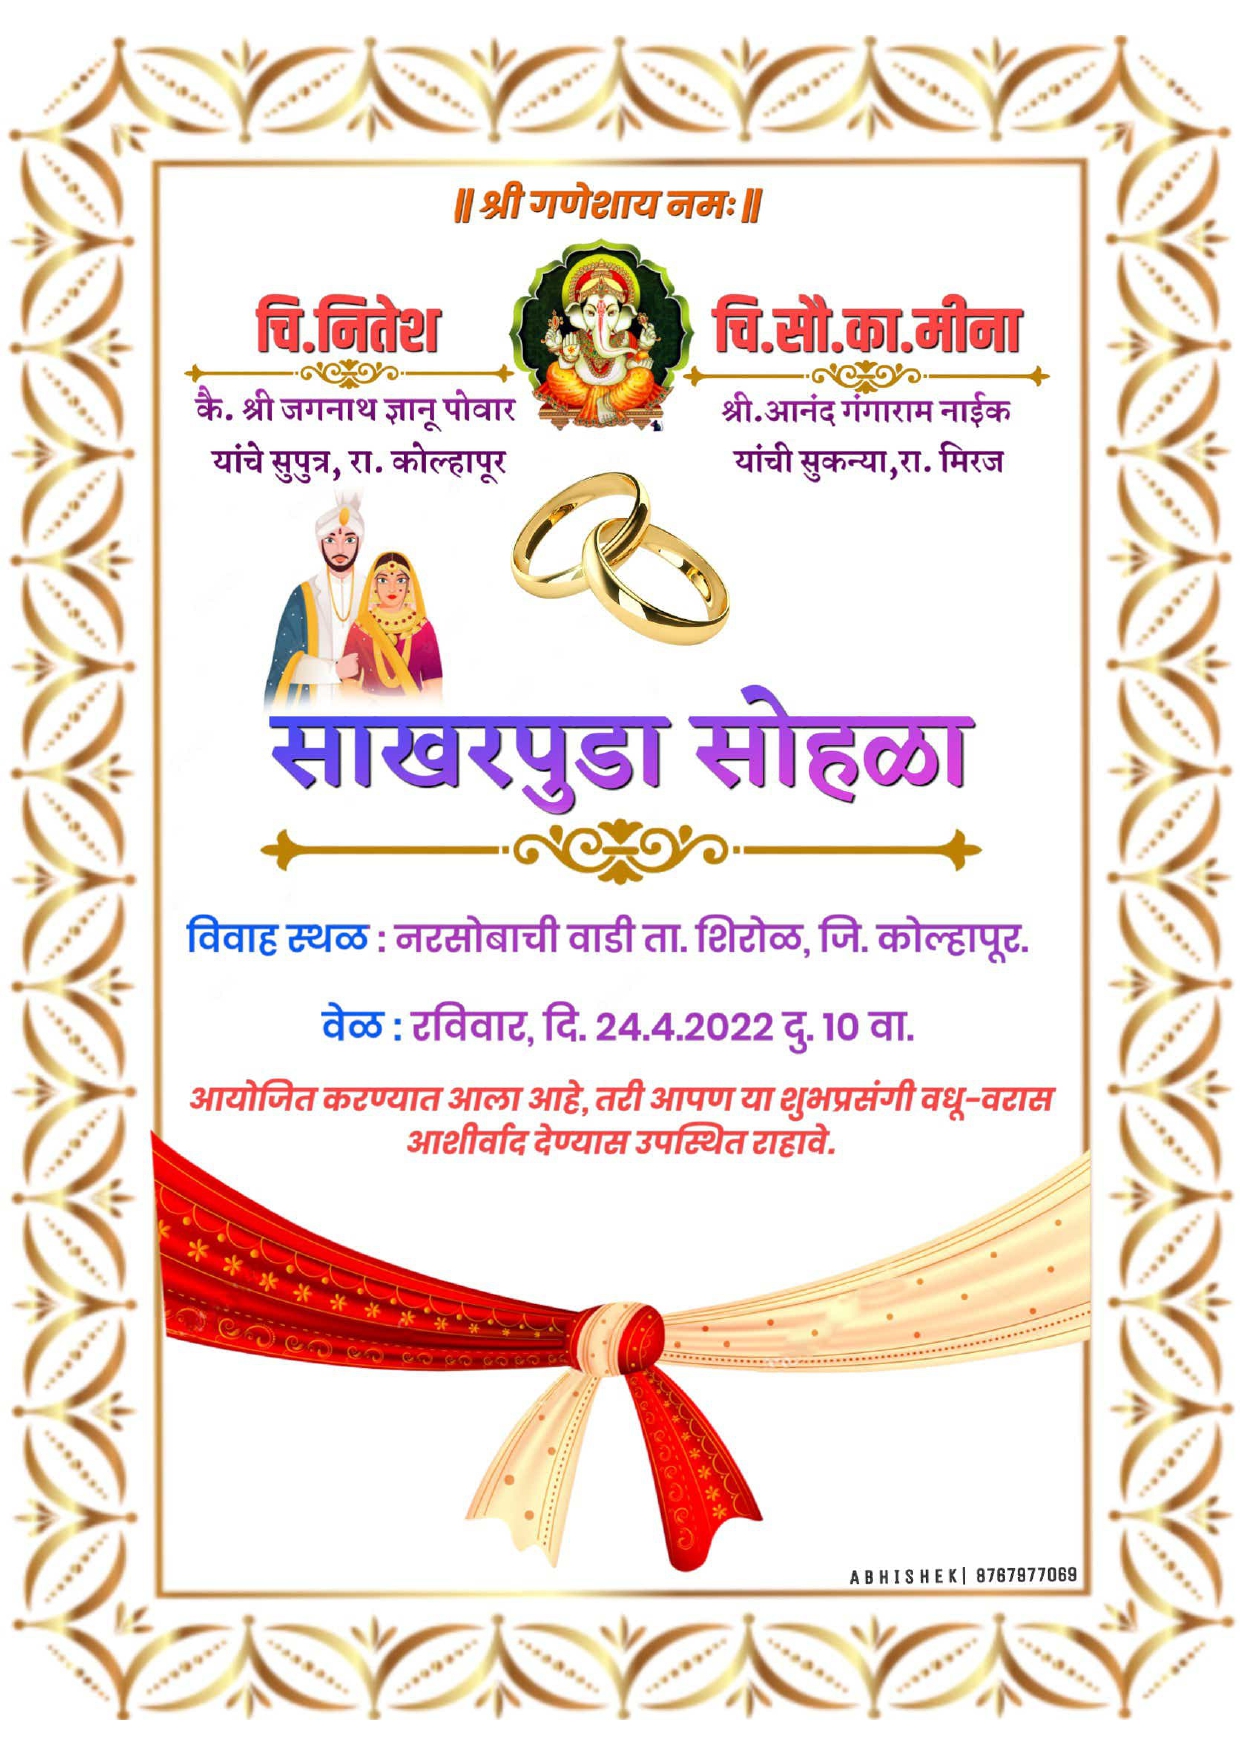 ॥ श्री गणेशाय नमः ॥
चि.नितेश
कै. श्री जगनाथ ज्ञानू पोवार
यांचे सुपुत्र, रा. कोल्हापूर
चि.सौ.का.मीना
श्री.आनंद गंगाराम नाईक
यांची सुकन्या,रा. मिरज
साखरपुडा सोहळा
विवाह स्थळ : नरसोबाची वाडी ता. शिरोळ, जि. कोल्हापूर.
वेळ : रविवार, दि. 24.4.2022 दु. 10 वा.
आयोजित करण्यात आला आहे, तरी आपण या शुभप्रसंगी वधू-वरास
आशीर्वाद देण्यास उपस्थित राहावे.
ABHISHEK| 8767977069